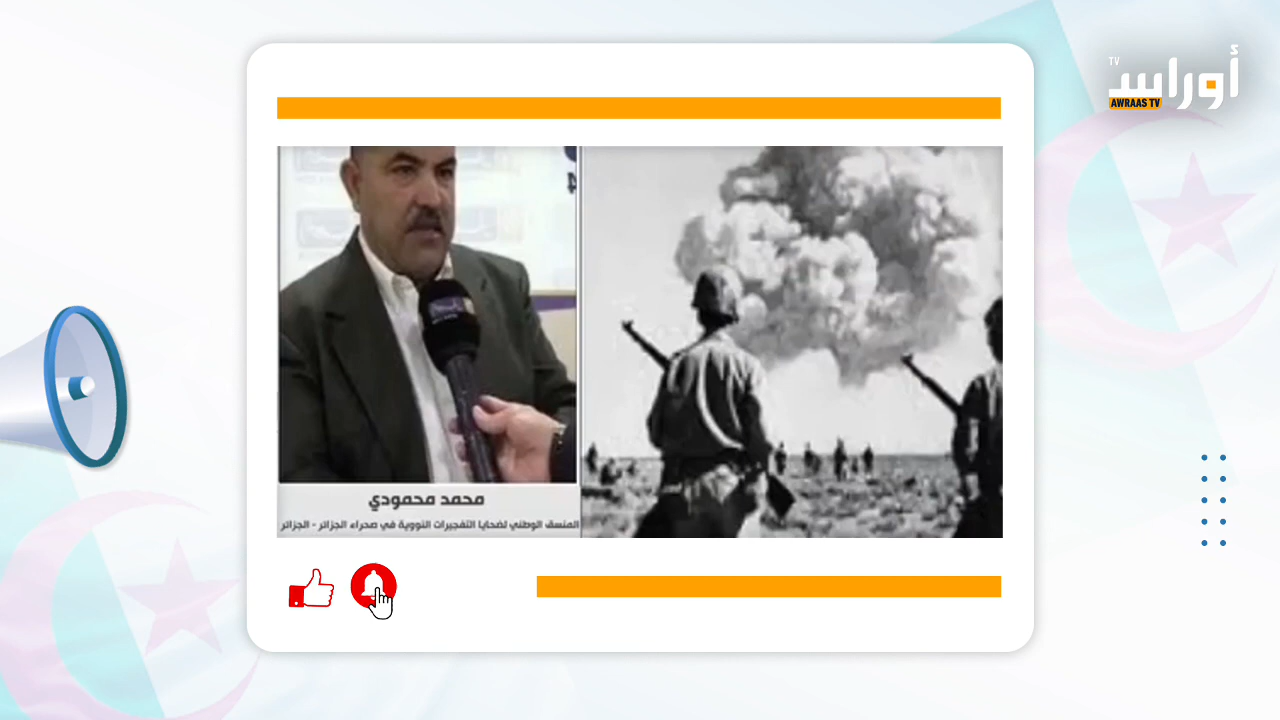 أوراس
TV
AWRAAS TV
محمد محمودي
المنسق الوطني لضحايا التفجيرات النووية في صحراء الجزائر - الجزائر